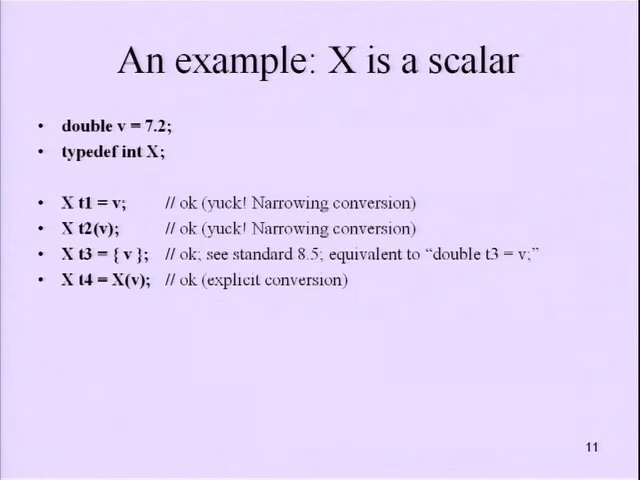 An example: X is a scalar
• double v = 7.2;
• typedef int X;
• X t1 = v; // ok (yuck! Narrowing conversion)
• X t2(v); // ok (yuck! Narrowing conversion)
• X t3 = { v }; // ok; see standard 8.5; equivalent to “double t3 = v;”
• X t4 = X(v); // ok (explicit conversion)
11